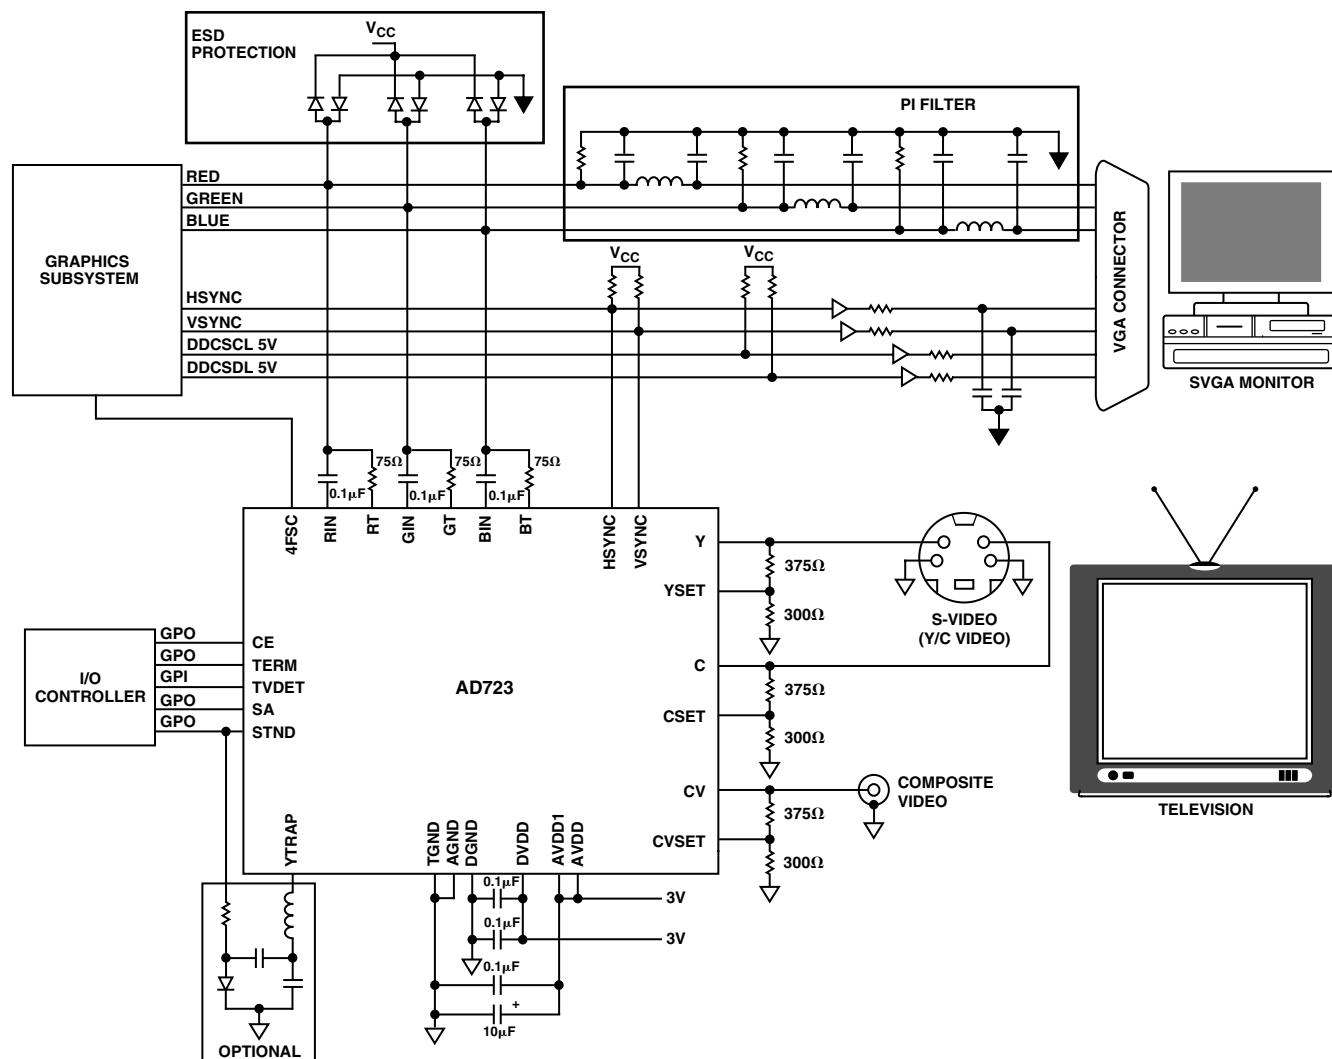 ESD
PROTECTION
VCC
PI FILTER
RED
GREEN
BLUE
GRAPHICS
SUBSYSTEM
HSYNC
VSYNC
DDCSCL 5V
DDCSDL 5V
VCC
VCC
VGA CONNECTOR
SVGA MONITOR
75Ω
75Ω
75Ω
0.1µF
0.1µF
0.1µF
4FSC
RIN
RT
GIN
GT
BIN
BT
HSYNC
VSYNC
Y
375Ω
YSET
300Ω
S-VIDEO
(Y/C VIDEO)
I/O
CONTROLLER
GPO
GPO
GPI
GPO
GPO
CE
TERM
TVDET
SA
STND
AD723
C
375Ω
CSET
300Ω
CV
COMPOSITE
VIDEO
375Ω
CVSET
300Ω
TELEVISION
YTRAP
TGND
AGND
DGND
DVDD
AVDD1
AVDD
0.1µF
3V
0.1µF
3V
0.1µF
+
10µF
OPTIONAL